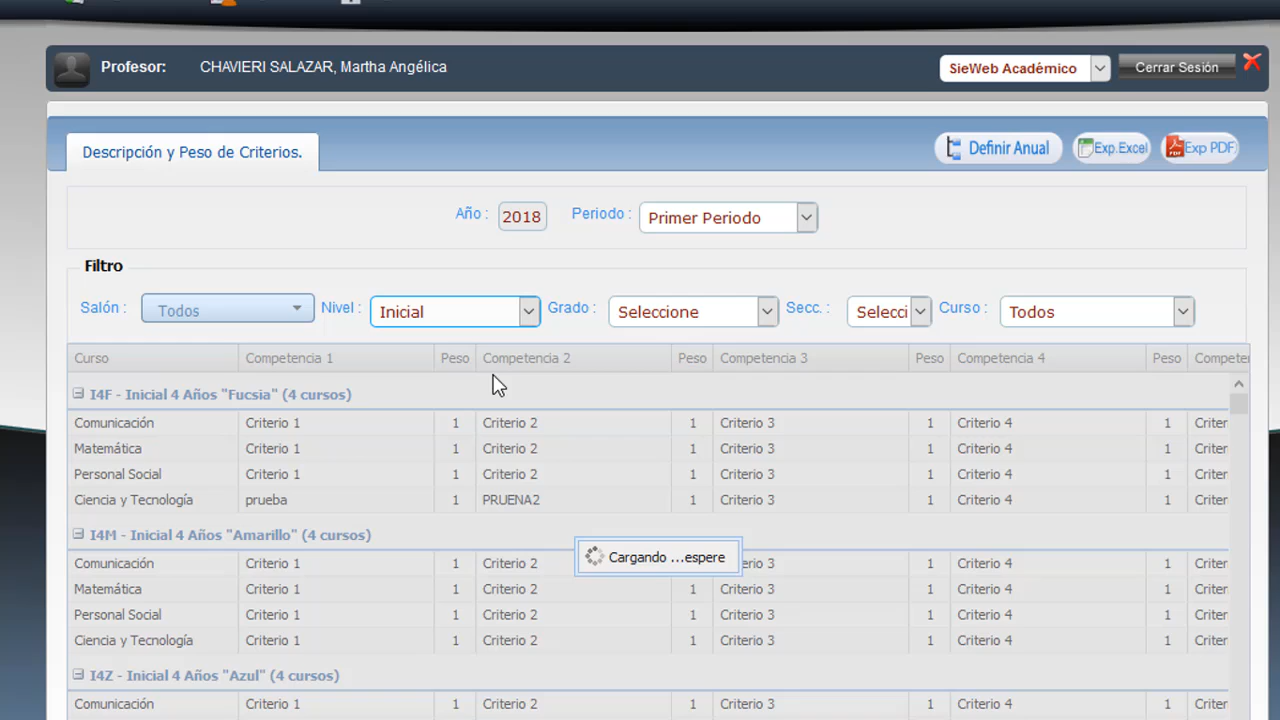 Profesor: CHAVIERI SALAZAR, Martha Angélica SieWeb Académico Cerrar Sesión
Descripción y Peso de Criterios. Definir Anual Exp.Excel Exp PDF
Año : 2018 Periodo : Primer Periodo
Filtro
Salón : Todos Nivel : Inicial Grado : Seleccione Secc. : Selecci Curso : Todos
Curso Competencia 1 Peso Competencia 2 Peso Competencia 3 Peso Competencia 4 Peso Compete
I4F - Inicial 4 Años "Fucsia" (4 cursos)
Comunicación Criterio 1 1 Criterio 2 1 Criterio 3 1 Criterio 4 1 Criter
Matemática Criterio 1 1 Criterio 2 1 Criterio 3 1 Criterio 4 1 Criter
Personal Social Criterio 1 1 Criterio 2 1 Criterio 3 1 Criterio 4 1 Criter
Ciencia y Tecnología prueba 1 PRUENA2 1 Criterio 3 1 Criterio 4 1 Criter
I4M - Inicial 4 Años "Amarillo" (4 cursos)
Comunicación Criterio 1 1 Criterio 2 Cargando ...espere erio 3 1 Criterio 4 1 Criter
Matemática Criterio 1 1 Criterio 2 1 Criterio 3 1 Criterio 4 1 Criter
Personal Social Criterio 1 1 Criterio 2 1 Criterio 3 1 Criterio 4 1 Criter
Ciencia y Tecnología Criterio 1 1 Criterio 2 1 Criterio 3 1 Criterio 4 1 Criter
I4Z - Inicial 4 Años "Azul" (4 cursos)
Comunicación Criterio 1 1 Criterio 2 1 Criterio 3 1 Criterio 4 1 Criter